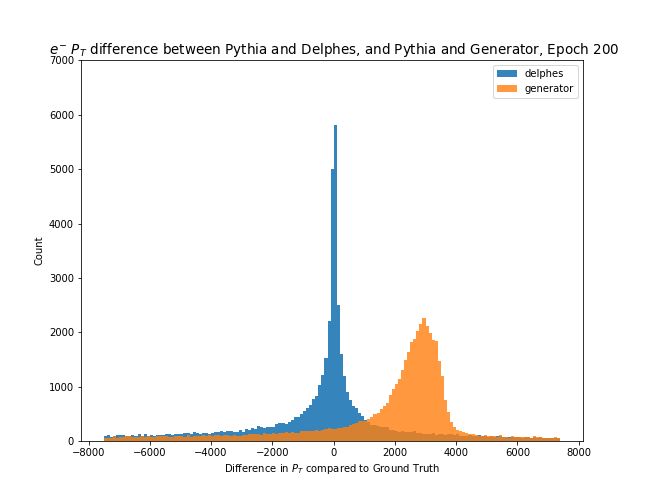 e⁻ P_T difference between Pythia and Delphes, and Pythia and Generator, Epoch 200
7000
6000
5000
4000
3000
2000
1000
0
Count
delphes
generator
−8000 −6000 −4000 −2000 0 2000 4000 6000 8000
Difference in P_T compared to Ground Truth